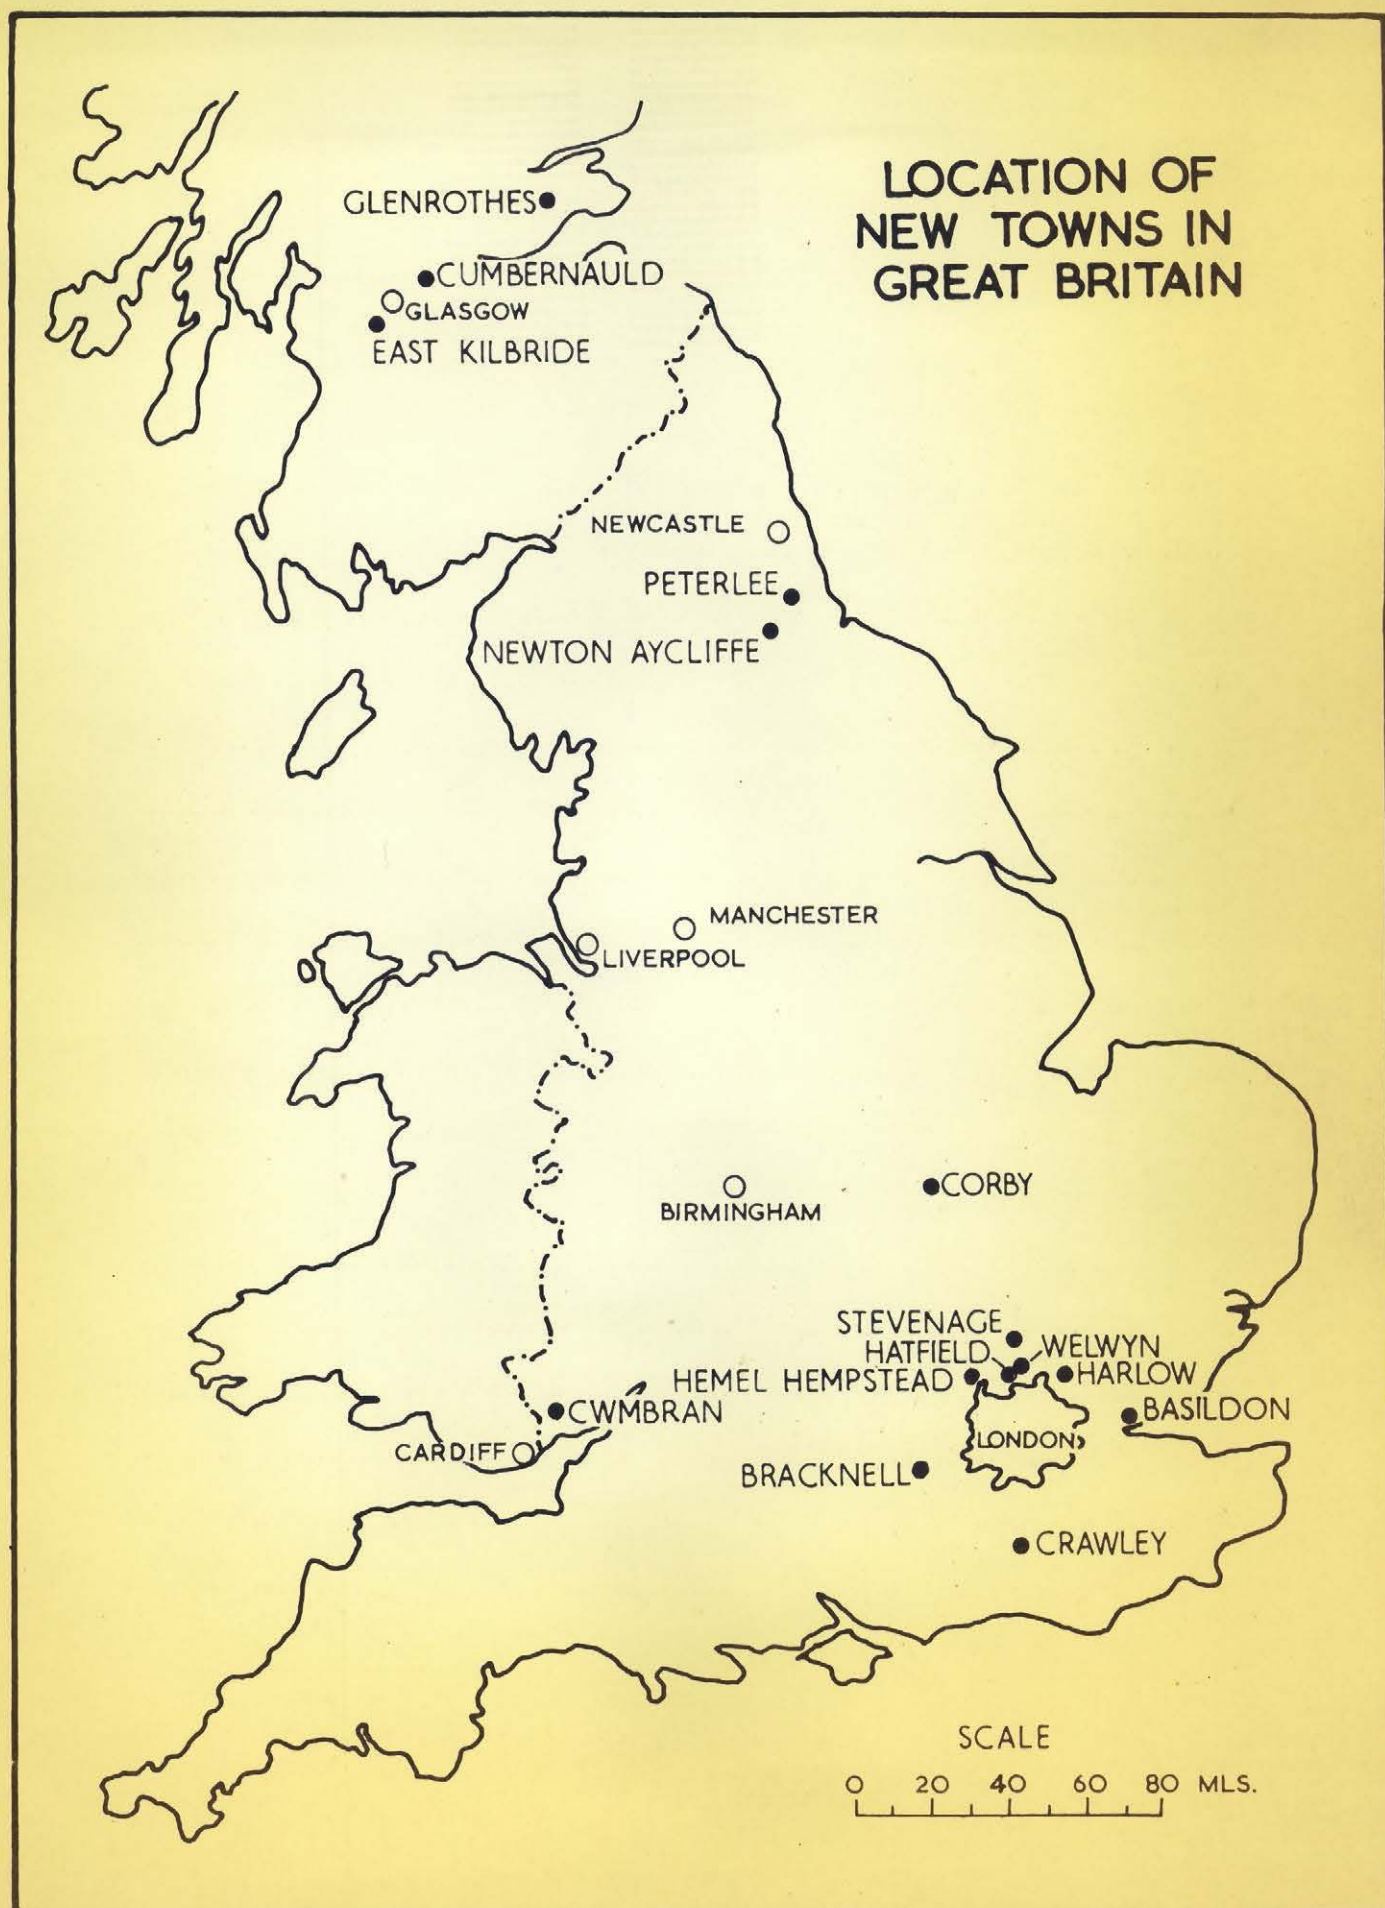 LOCATION OF
NEW TOWNS IN
GREAT BRITAIN
GLENROTHES
CUMBERNAULD
GLASGOW
EAST KILBRIDE
NEWCASTLE
PETERLEE
NEWTON AYCLIFFE
MANCHESTER
LIVERPOOL
CORBY
BIRMINGHAM
STEVENAGE
HATFIELD
WELWYN
HEMEL HEMPSTEAD
HARLOW
CWMBRAN
BASILDON
CARDIFF
LONDON
BRACKNELL
CRAWLEY
SCALE
0 20 40 60 80 MLS.